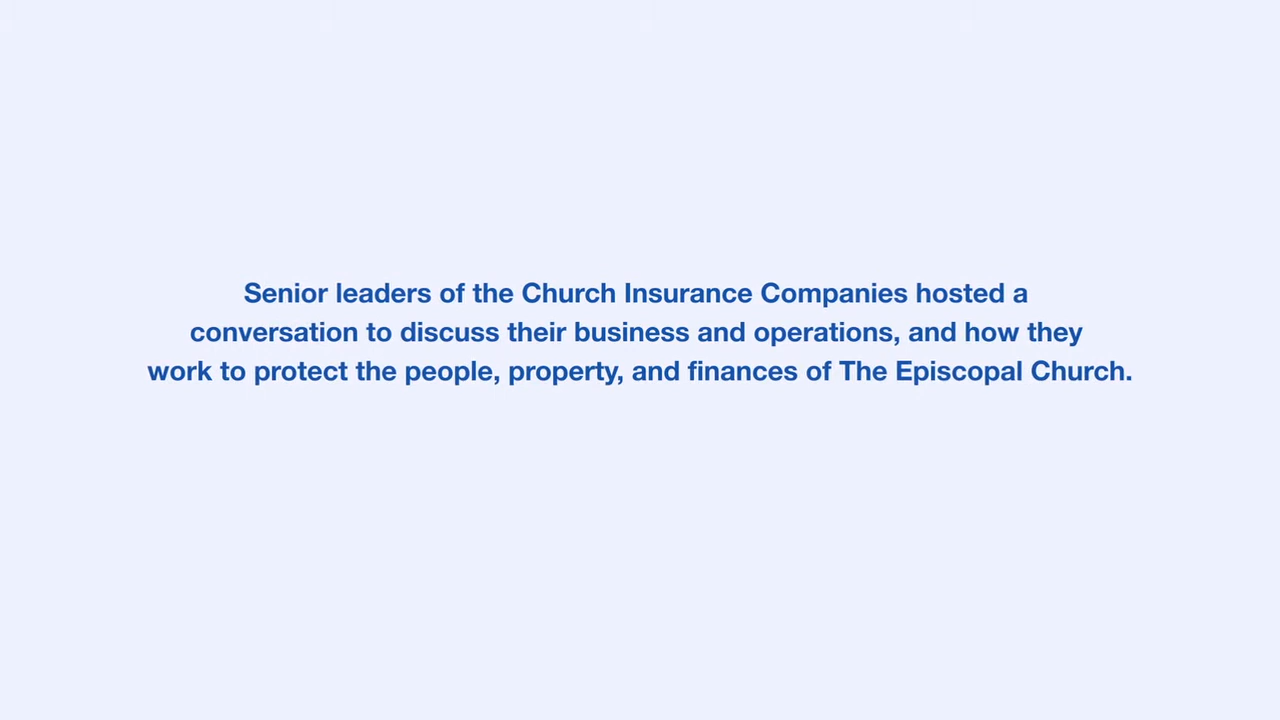 Senior leaders of the Church Insurance Companies hosted a
conversation to discuss their business and operations, and how they
work to protect the people, property, and finances of The Episcopal Church.